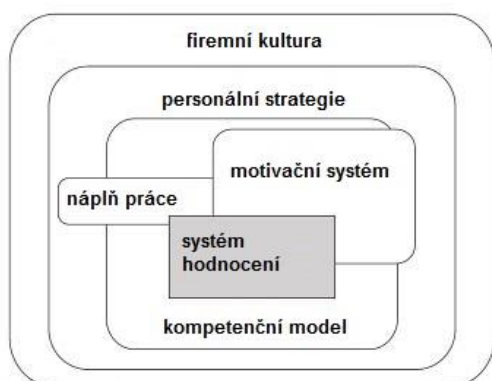 firemní kultura
personální strategie
motivační systém
náplň práce
systém
hodnocení
kompetenční model